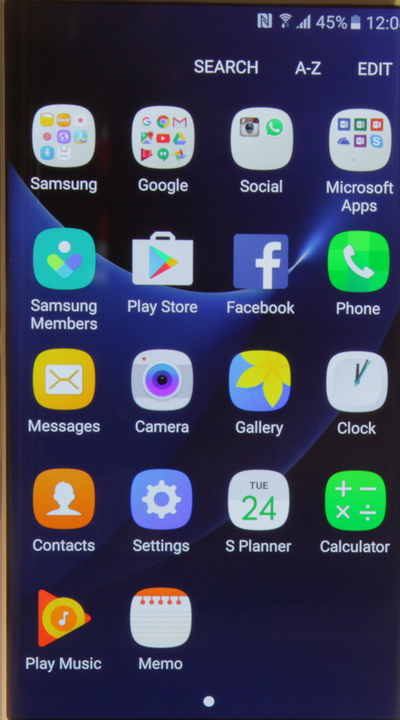 45% 12:0
SEARCH A-Z EDIT
Samsung Google Social Microsoft Apps
Samsung Members Play Store Facebook Phone
Messages Camera Gallery Clock
TUE
24
Contacts Settings S Planner Calculator
Play Music Memo